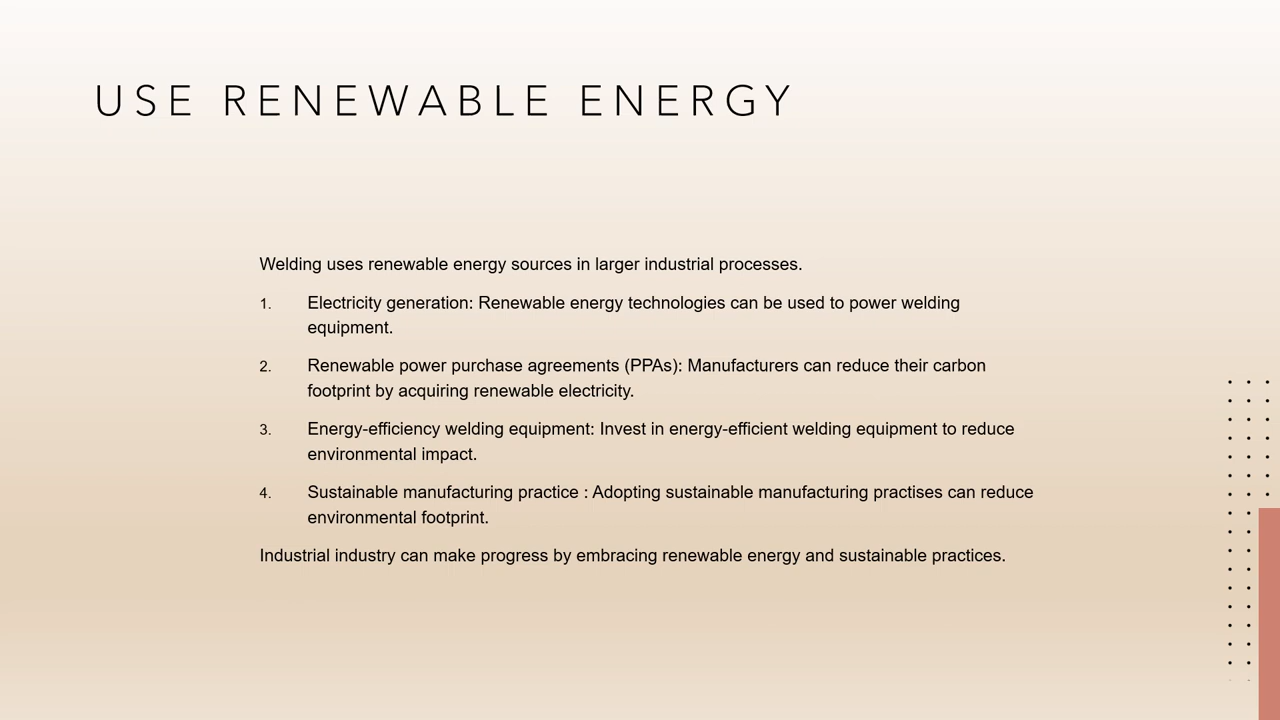 USE RENEWABLE ENERGY
Welding uses renewable energy sources in larger industrial processes.
1. Electricity generation: Renewable energy technologies can be used to power welding
equipment.
2. Renewable power purchase agreements (PPAs): Manufacturers can reduce their carbon
footprint by acquiring renewable electricity.
3. Energy-efficiency welding equipment: Invest in energy-efficient welding equipment to reduce
environmental impact.
4. Sustainable manufacturing practice : Adopting sustainable manufacturing practises can reduce
environmental footprint.
Industrial industry can make progress by embracing renewable energy and sustainable practices.